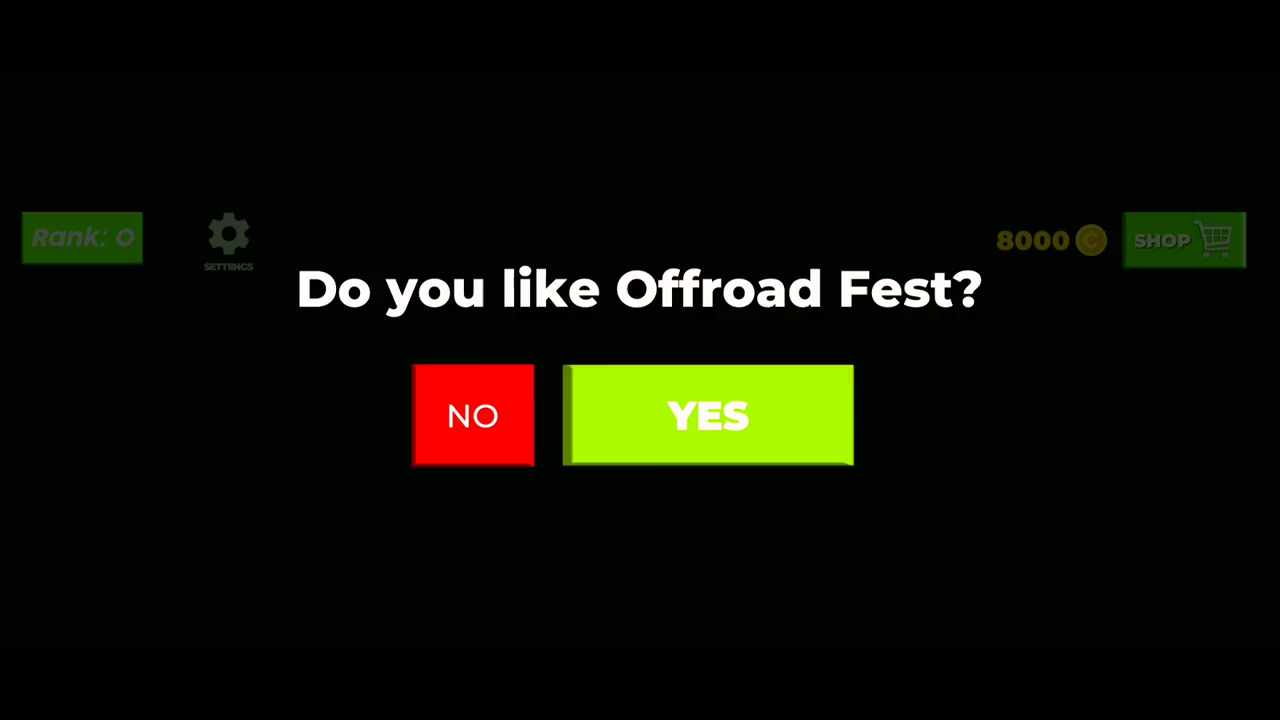 Rank: 0
SETTINGS
8000
SHOP
Do you like Offroad Fest?
NO
YES